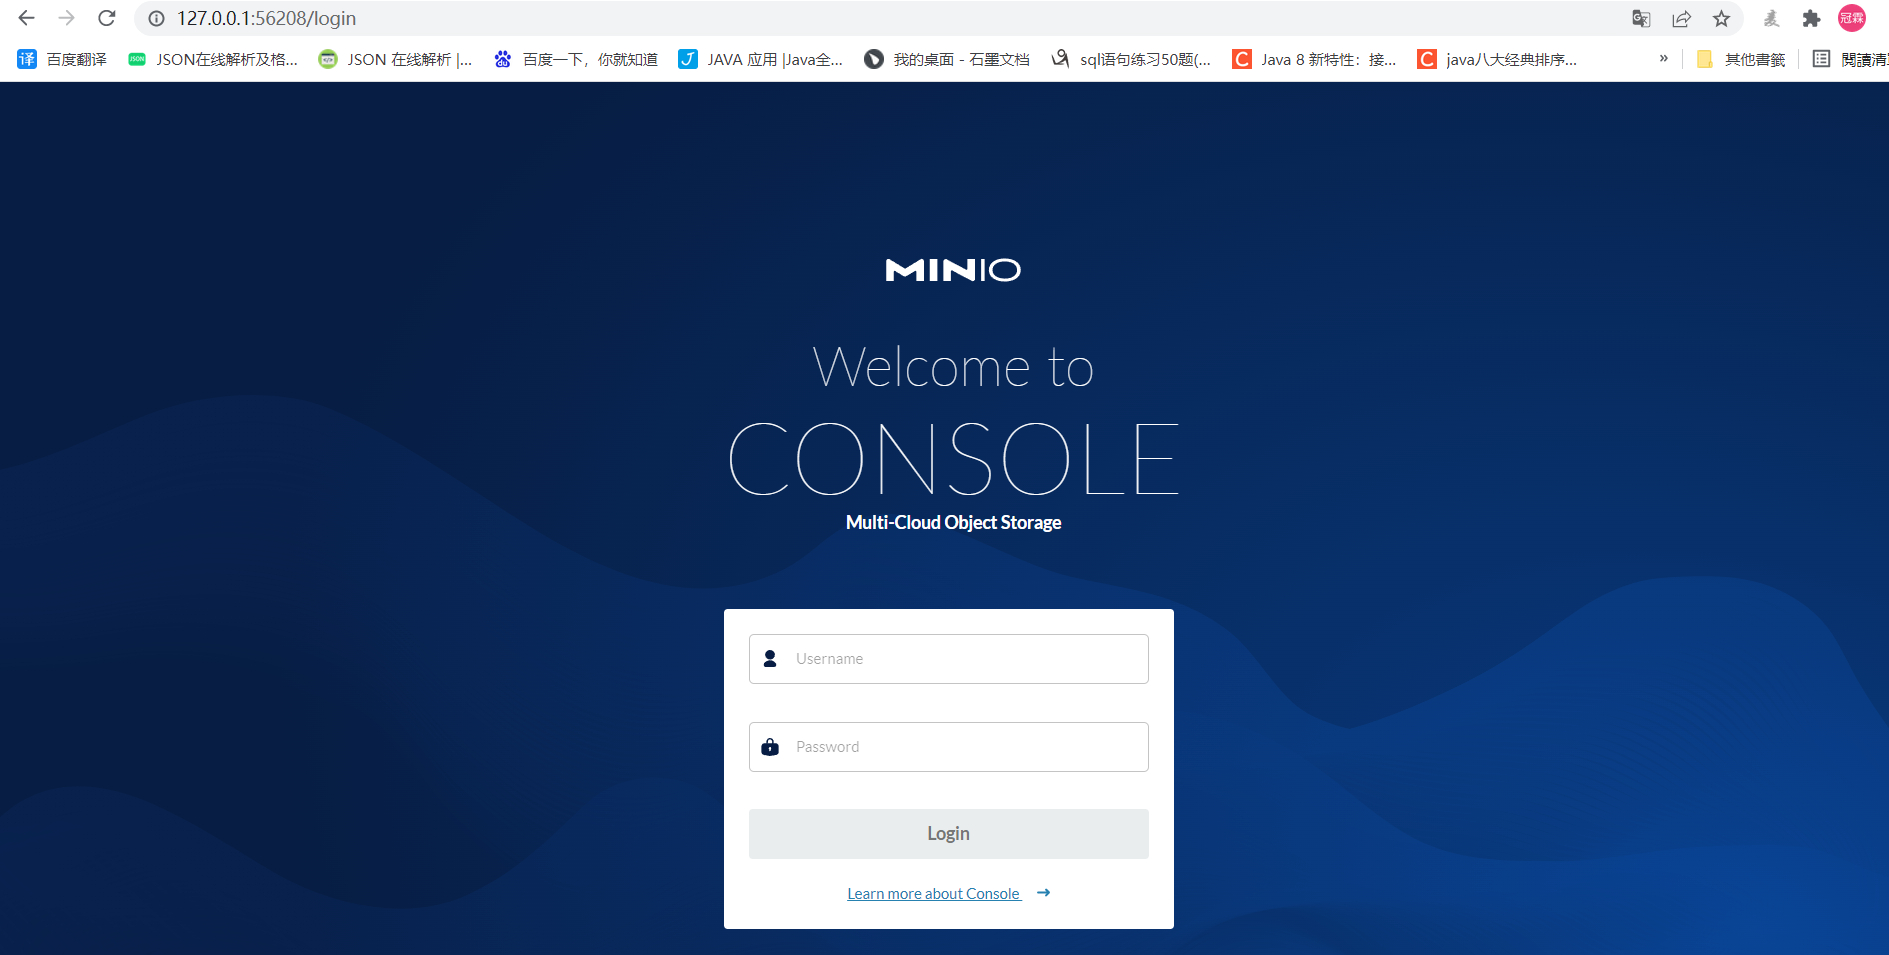 127.0.0.1:56208/login
冠霖
译 百度翻译 JSON JSON在线解析及格... JSON 在线解析 |... du 百度一下，你就知道 J JAVA 应用 |Java全... 我的桌面 - 石墨文档 sql语句练习50题(... C Java 8 新特性：接... C java八大经典排序... » 其他書籤 閱讀清單
MINIO
Welcome to
CONSOLE
Multi-Cloud Object Storage
Username
Password
Login
Learn more about Console →